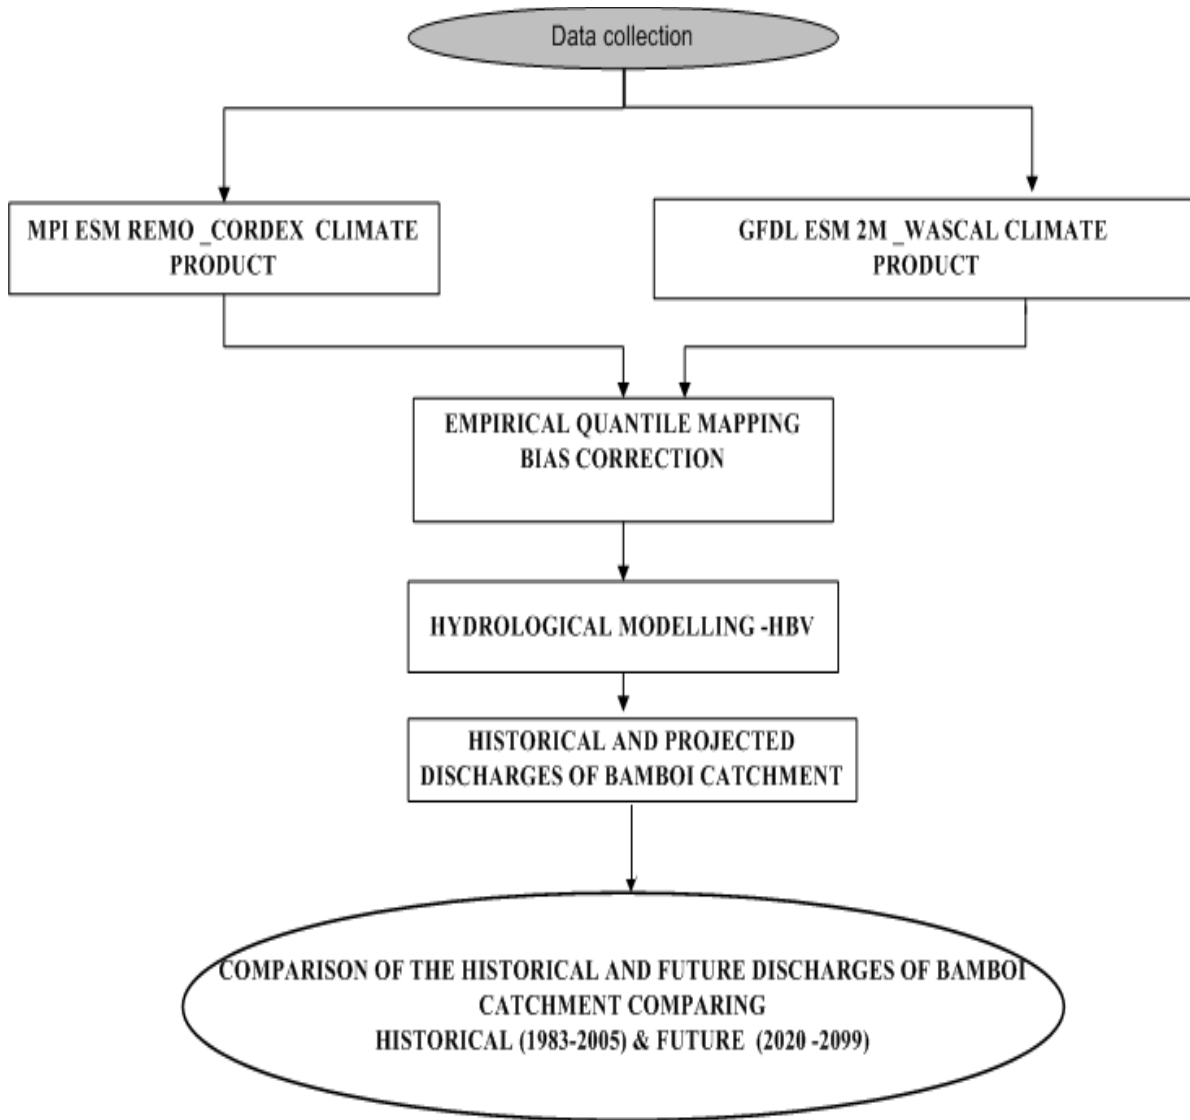 Data collection
MPI ESM REMO _CORDEX CLIMATE
PRODUCT
GFDL ESM 2M _WASCAL CLIMATE
PRODUCT
EMPIRICAL QUANTILE MAPPING
BIAS CORRECTION
HYDROLOGICAL MODELLING -HBV
HISTORICAL AND PROJECTED
DISCHARGES OF BAMBOI CATCHMENT
COMPARISON OF THE HISTORICAL AND FUTURE DISCHARGES OF BAMBOI
CATCHMENT COMPARING
HISTORICAL (1983-2005) & FUTURE (2020 -2099)